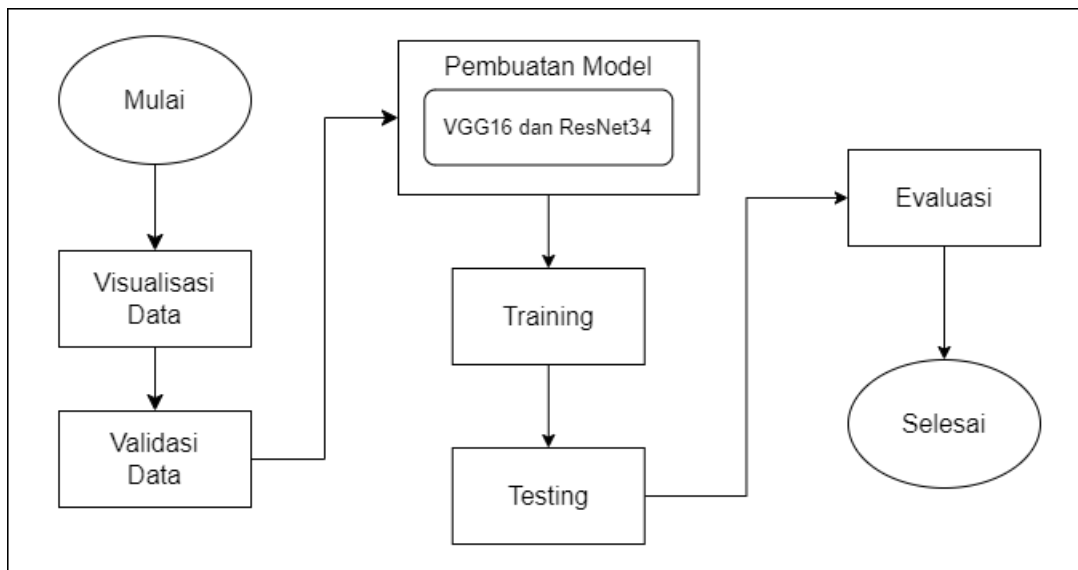 Mulai
Visualisasi
Data
Validasi
Data
Pembuatan Model
VGG16 dan ResNet34
Training
Testing
Evaluasi
Selesai